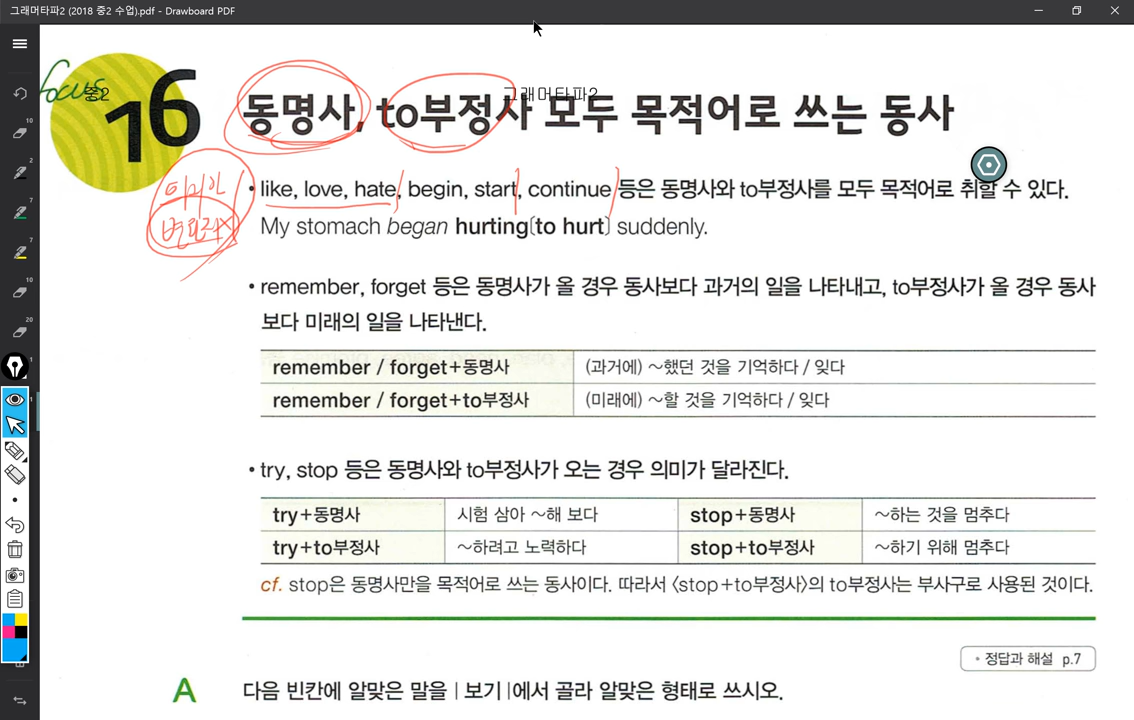 그래머타파2 (2018 중2 수업).pdf - Drawboard PDF
focus
중2
그래머타파2
16 동명사, to부정사 모두 목적어로 쓰는 동사
의미의
변화 X
• like, love, hate, begin, start, continue 등은 동명사와 to부정사를 모두 목적어로 취할 수 있다.
My stomach began hurting[to hurt] suddenly.
• remember, forget 등은 동명사가 올 경우 동사보다 과거의 일을 나타내고, to부정사가 올 경우 동사
보다 미래의 일을 나타낸다.
remember / forget+동명사 (과거에) ~했던 것을 기억하다 / 잊다
remember / forget+to부정사 (미래에) ~할 것을 기억하다 / 잊다
• try, stop 등은 동명사와 to부정사가 오는 경우 의미가 달라진다.
try+동명사 시험 삼아 ~해 보다 stop+동명사 ~하는 것을 멈추다
try+to부정사 ~하려고 노력하다 stop+to부정사 ~하기 위해 멈추다
cf. stop은 동명사만을 목적어로 쓰는 동사이다. 따라서 〈stop+to부정사〉의 to부정사는 부사구로 사용된 것이다.
• 정답과 해설 p.7
A 다음 빈칸에 알맞은 말을 | 보기 |에서 골라 알맞은 형태로 쓰시오.
10
2
7
7
10
20
1
1